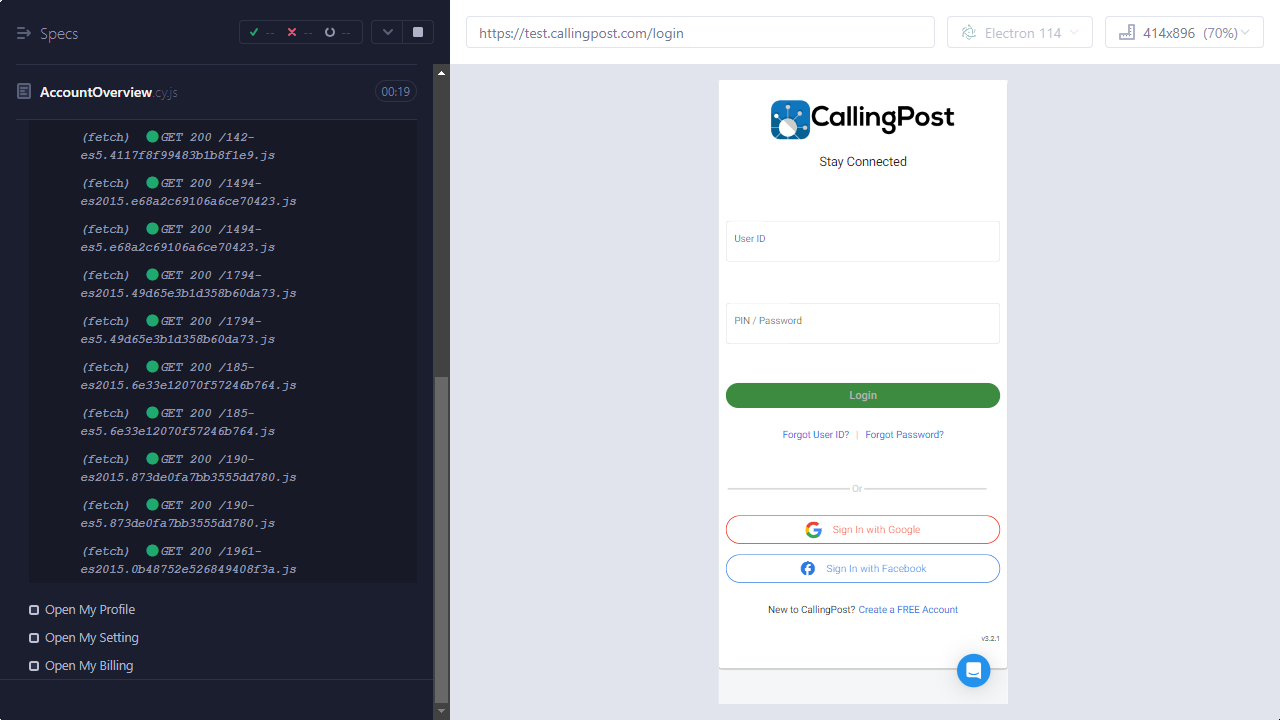 Specs
--
--
--
https://test.callingpost.com/login
Electron 114
414x896 (70%)
AccountOverview.cy.js
00:19
(fetch) GET 200 /142-
es5.4117f8f99483b1b8f1e9.js
(fetch) GET 200 /1494-
es2015.e68a2c69106a6ce70423.js
(fetch) GET 200 /1494-
es5.e68a2c69106a6ce70423.js
(fetch) GET 200 /1794-
es2015.49d65e3b1d358b60da73.js
(fetch) GET 200 /1794-
es5.49d65e3b1d358b60da73.js
(fetch) GET 200 /185-
es2015.6e33e12070f57246b764.js
(fetch) GET 200 /185-
es5.6e33e12070f57246b764.js
(fetch) GET 200 /190-
es2015.873de0fa7bb3555dd780.js
(fetch) GET 200 /190-
es5.873de0fa7bb3555dd780.js
(fetch) GET 200 /1961-
es2015.0b48752e526849408f3a.js
Open My Profile
Open My Setting
Open My Billing
CallingPost
Stay Connected
User ID
PIN / Password
Login
Forgot User ID? | Forgot Password?
Or
Sign In with Google
Sign In with Facebook
New to CallingPost? Create a FREE Account
v3.2.1